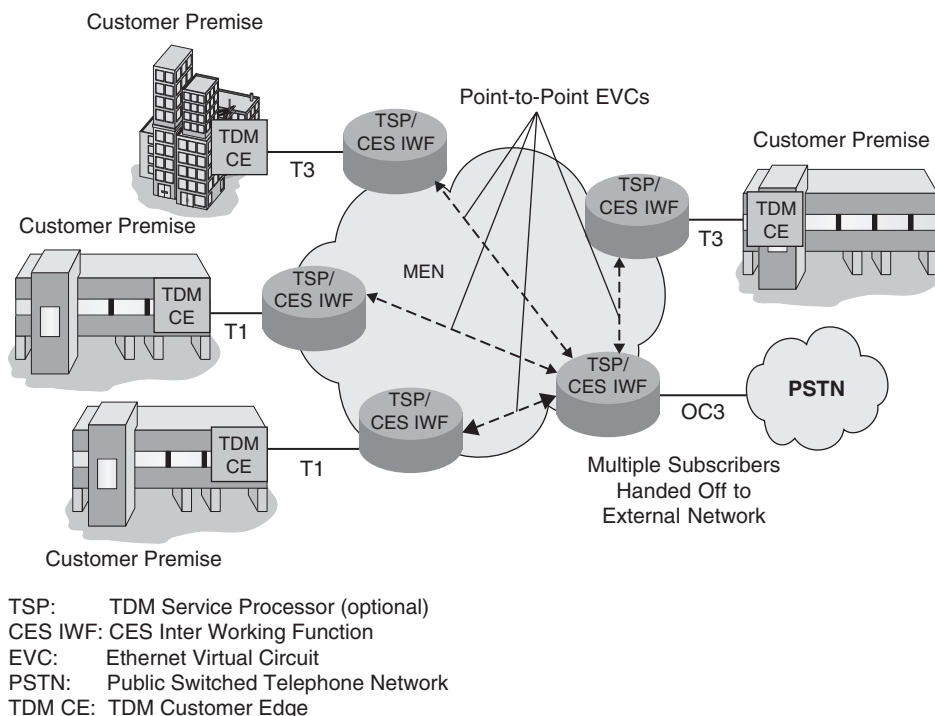 Customer Premise
TDM
CE
T3
TSP/
CES IWF
Point-to-Point EVCs
Customer Premise
TSP/
CES IWF
T3
TDM
CE
Customer Premise
TDM
CE
T1
TSP/
CES IWF
MEN
TSP/
CES IWF
OC3
PSTN
TDM
CE
T1
TSP/
CES IWF
Customer Premise
Multiple Subscribers
Handed Off to
External Network
TSP: TDM Service Processor (optional)
CES IWF: CES Inter Working Function
EVC: Ethernet Virtual Circuit
PSTN: Public Switched Telephone Network
TDM CE: TDM Customer Edge